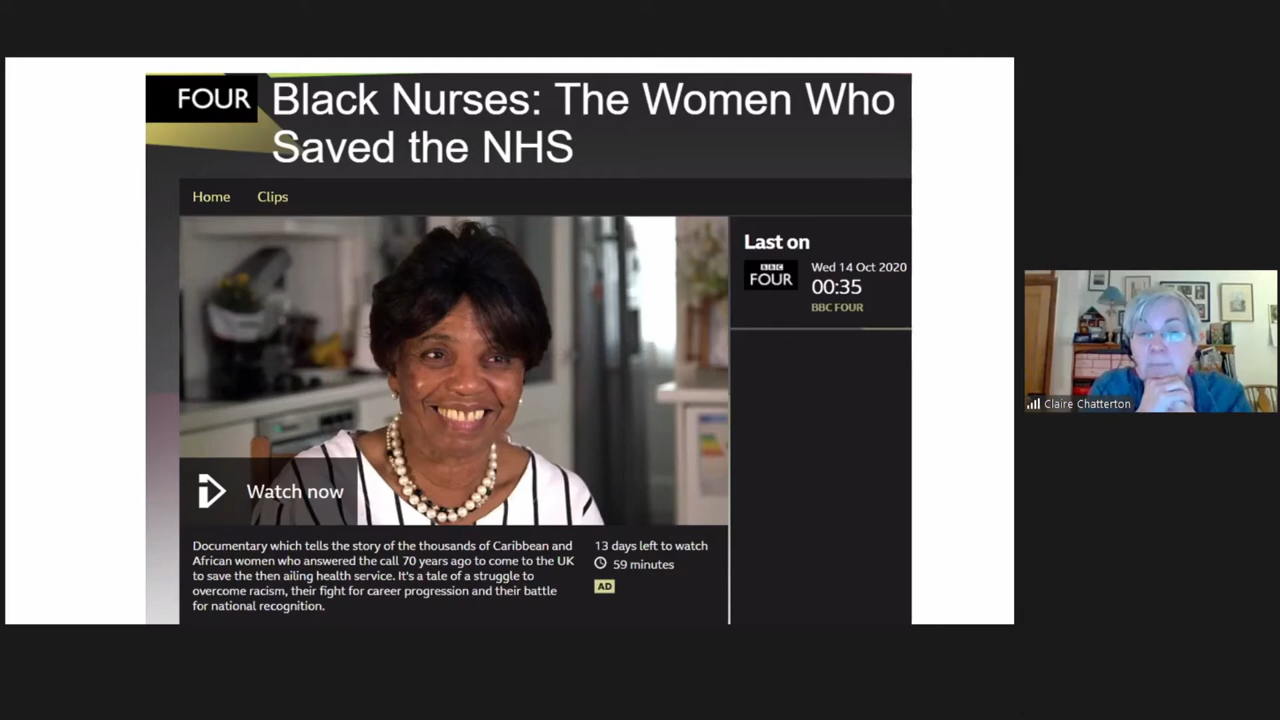 FOUR
Black Nurses: The Women Who
Saved the NHS
Home Clips
Last on
BBC
FOUR
Wed 14 Oct 2020
00:35
BBC FOUR
Watch now
Documentary which tells the story of the thousands of Caribbean and
African women who answered the call 70 years ago to come to the UK
to save the then ailing health service. It's a tale of a struggle to
overcome racism, their fight for career progression and their battle
for national recognition.
13 days left to watch
59 minutes
AD
Claire Chatterton